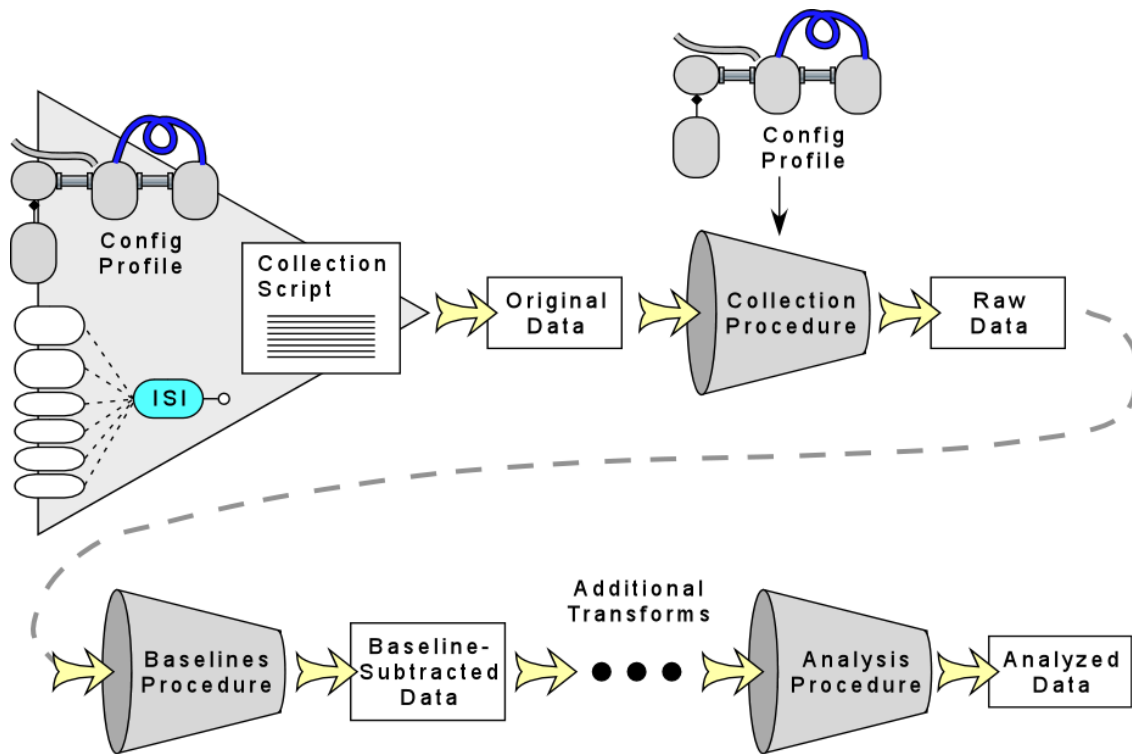 Config
Profile
Config
Profile
Collection
Script
Original
Data
Collection
Procedure
Raw
Data
ISI
Baselines
Procedure
Baseline-
Subtracted
Data
Additional
Transforms
Analysis
Procedure
Analyzed
Data